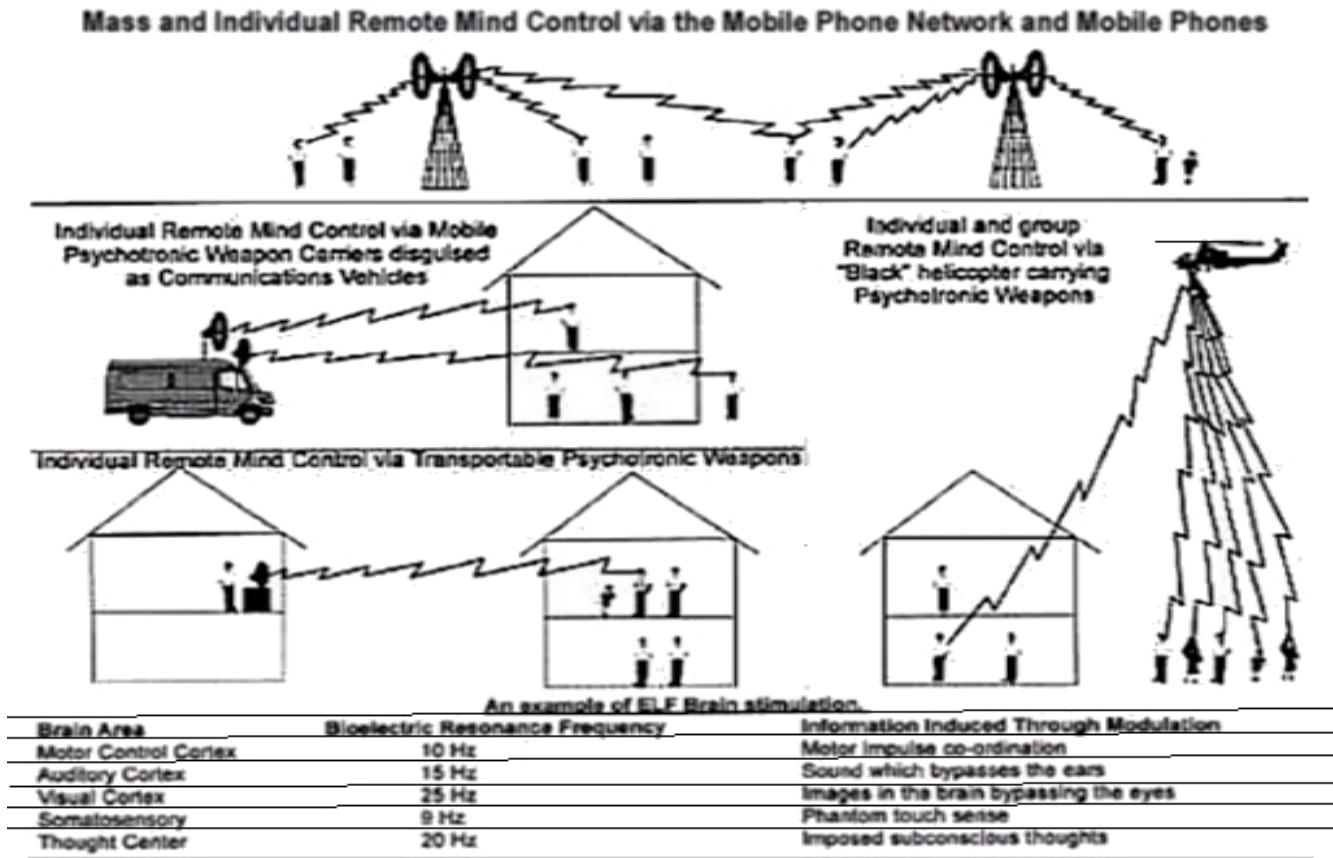 Mass and Individual Remote Mind Control via the Mobile Phone Network and Mobile Phones
Individual Remote Mind Control via Mobile
Psychotronic Weapon Carriers disguised
as Communications Vehicles
Individual and group
Remote Mind Control via
"Black" helicopter carrying
Psychotronic Weapons
Individual Remote Mind Control via Transportable Psychotronic Weapons
An example of ELF Brain stimulation.
Brain Area Bioelectric Resonance Frequency Information Induced Through Modulation
Motor Control Cortex 10 Hz Motor Impulse co-ordination
Auditory Cortex 15 Hz Sound which bypasses the ears
Visual Cortex 25 Hz Images in the brain bypassing the eyes
Somatosensory 9 Hz Phantom touch sense
Thought Center 20 Hz Imposed subconscious thoughts